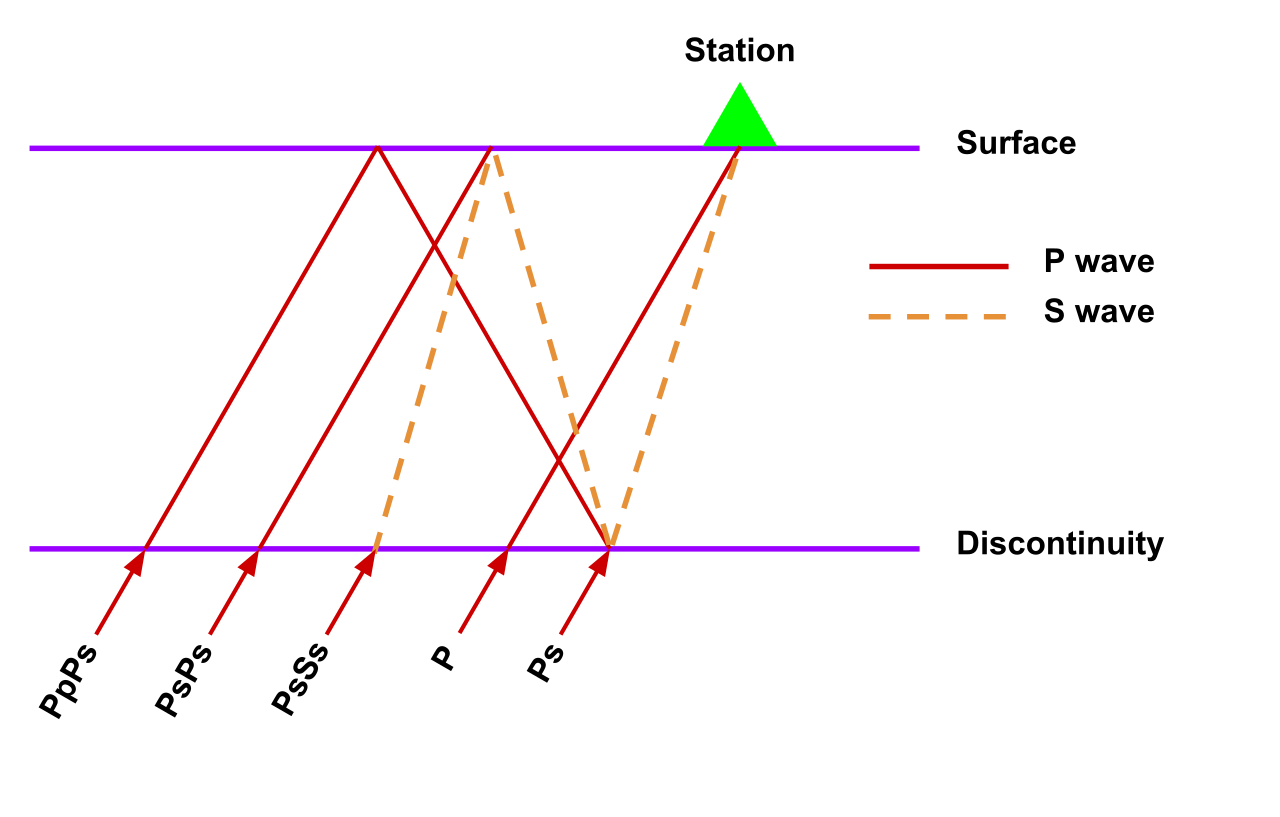 Station
Surface
P wave
S wave
Discontinuity
PpPs
PsPs
PsSs
P
Ps